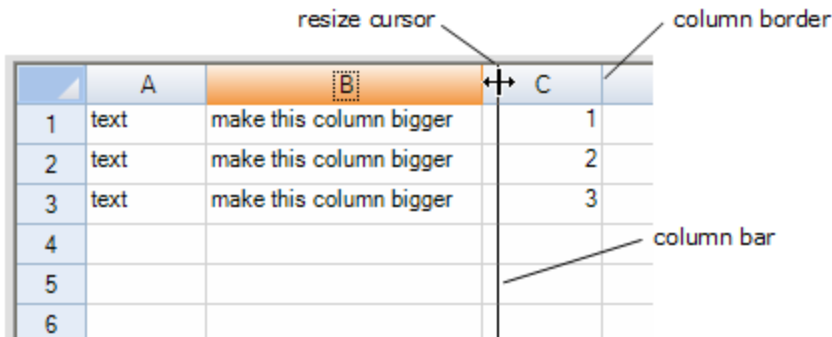 resize cursor column border
A B C
1 text make this column bigger 1
2 text make this column bigger 2
3 text make this column bigger 3
4
column bar
5
6